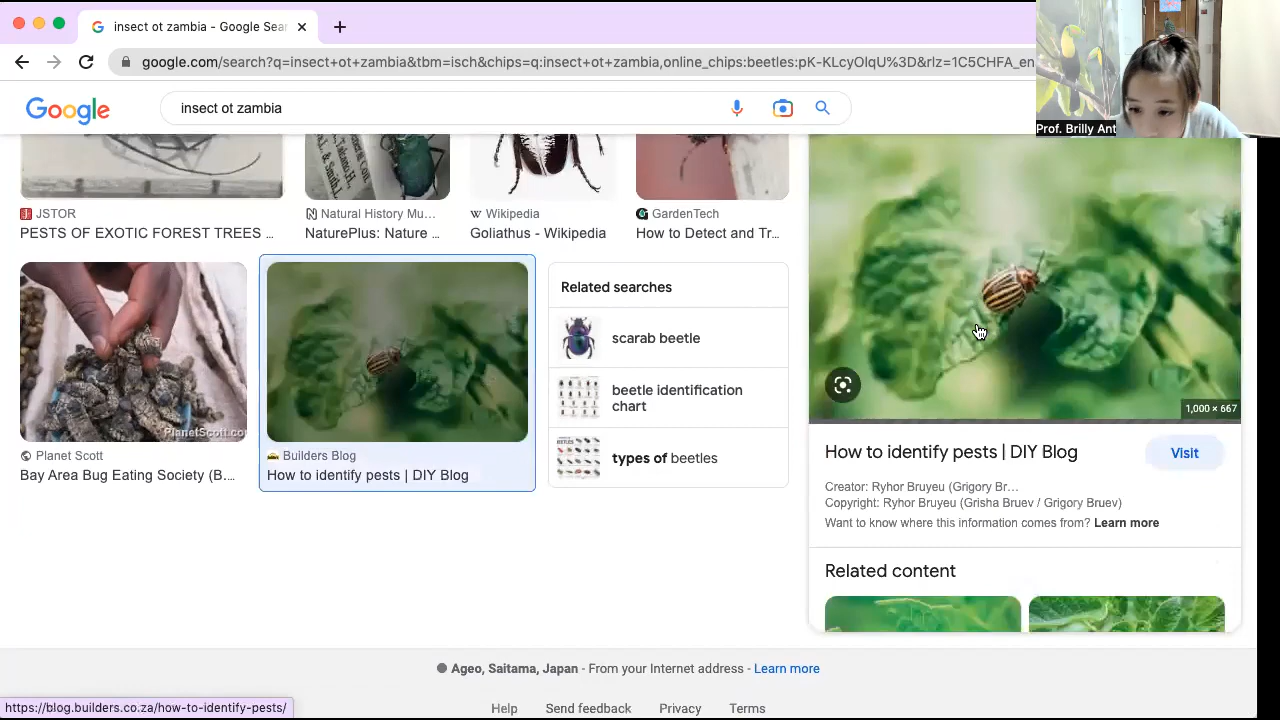 insect ot zambia - Google Sear
google.com/search?q=insect+ot+zambia&tbm=isch&chips=q:insect+ot+zambia,online_chips:beetles:pK-KLcyOlqU%3D&rlz=1C5CHFA_en
Google
insect ot zambia
Prof. Brilly Ant
JSTOR
PESTS OF EXOTIC FOREST TREES ...
Natural History Mu...
NaturePlus: Nature ...
Wikipedia
Goliathus - Wikipedia
GardenTech
How to Detect and Tr...
PlanetScott.co
Planet Scott
Bay Area Bug Eating Society (B....
Builders Blog
How to identify pests | DIY Blog
Related searches
scarab beetle
beetle identification
chart
types of beetles
1,000 × 667
How to identify pests | DIY Blog
Visit
Creator: Ryhor Bruyeu (Grigory Br...
Copyright: Ryhor Bruyeu (Grisha Bruev / Grigory Bruev)
Want to know where this information comes from? Learn more
Related content
Ageo, Saitama, Japan - From your Internet address - Learn more
https://blog.builders.co.za/how-to-identify-pests/
Help Send feedback Privacy Terms